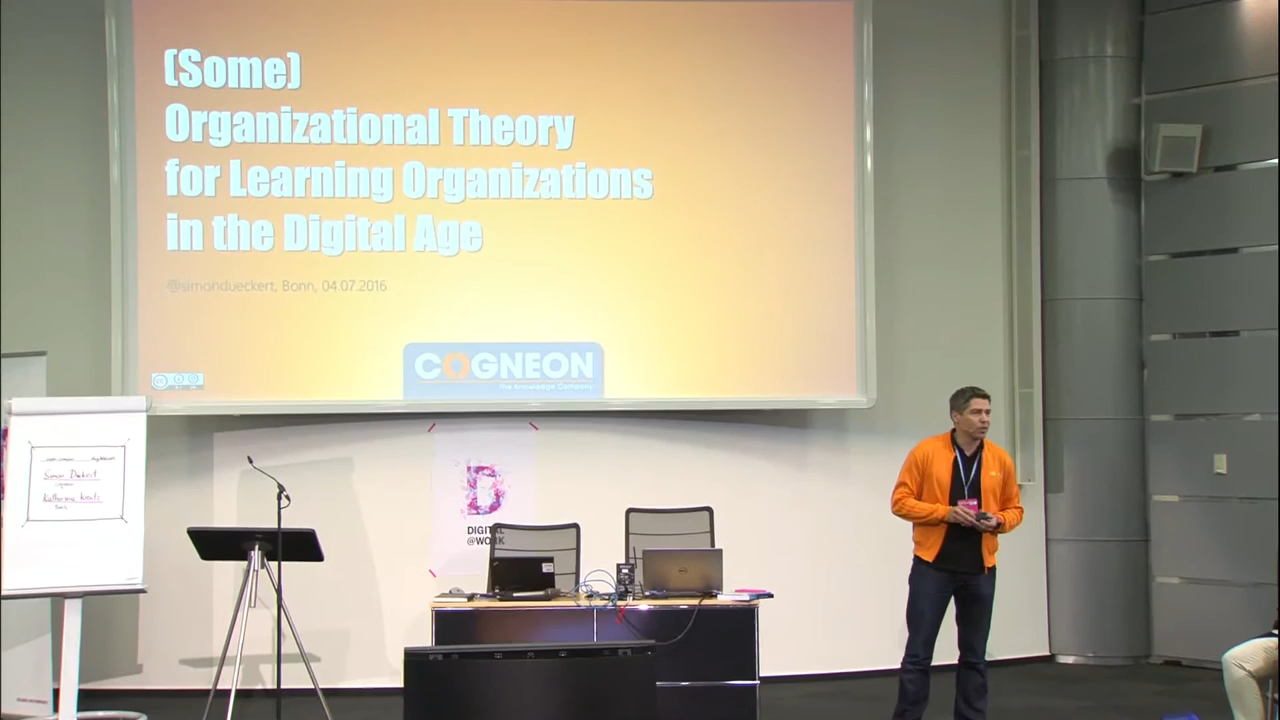 (Some)
Organizational Theory
for Learning Organizations
in the Digital Age
@simondueckert, Bonn, 04.07.2016
COGNEON
The Knowledge Company
DIGITAL
@WORK
Simon Dückert
Katharina Krentz